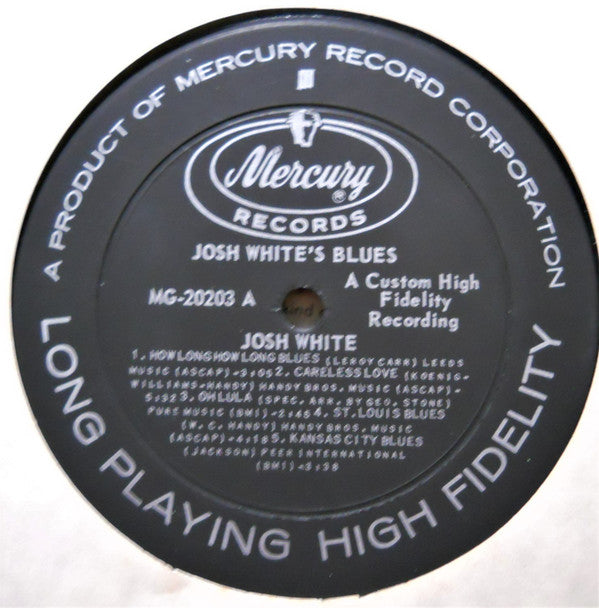 A PRODUCT OF MERCURY RECORD CORPORATION
Mercury®
RECORDS
JOSH WHITE'S BLUES
MG-20203 A
A Custom High
Fidelity
Recording
JOSH WHITE
1. HOW LONG HOW LONG BLUES (LEROY CARR) LEEDS
MUSIC (ASCAP)-3:05 2. CARELESS LOVE (KOENIG-
WILLIAMS-HANDY) HANDY BROS. MUSIC (ASCAP)-
5:32 3. OH LULA (SPEC. ARR. BY GEO. STONE)
PURE MUSIC (BMI)-2:45 4. ST. LOUIS BLUES
(W. C. HANDY) HANDY BROS. MUSIC
(ASCAP)-4:18 5. KANSAS CITY BLUES
(JACKSON) PEER INTERNATIONAL
(BMI)-3:38
LONG PLAYING HIGH FIDELITY